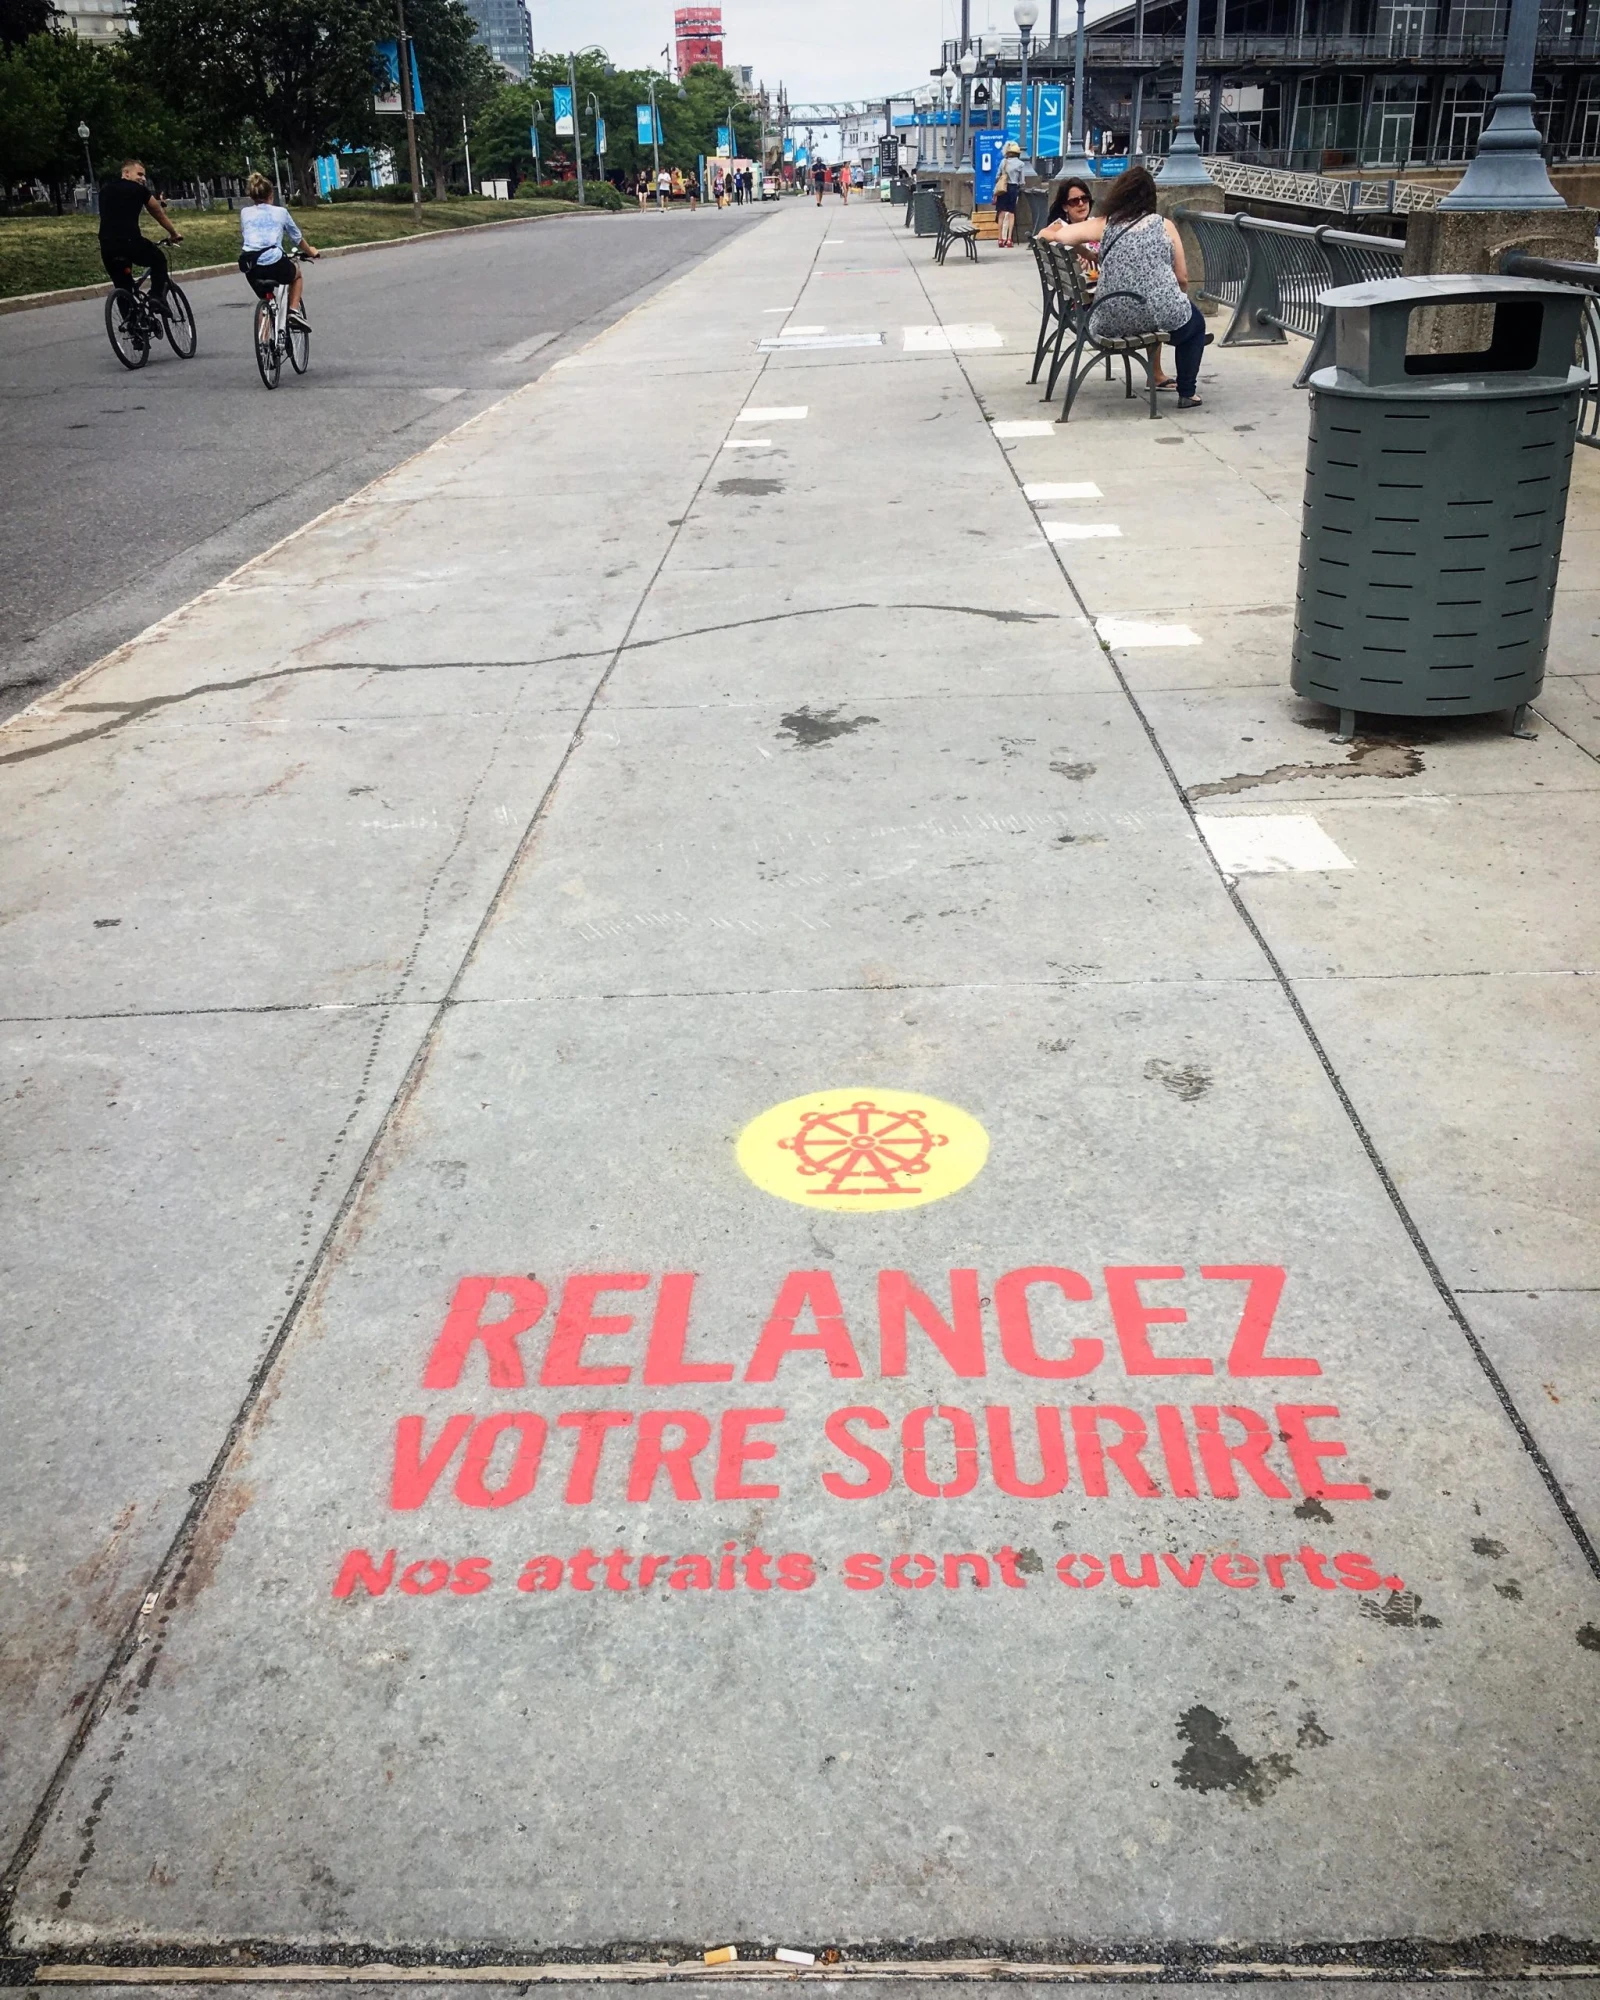 RELANCEZ
VOTRE SOURIRE
Nos attraits sont ouverts.